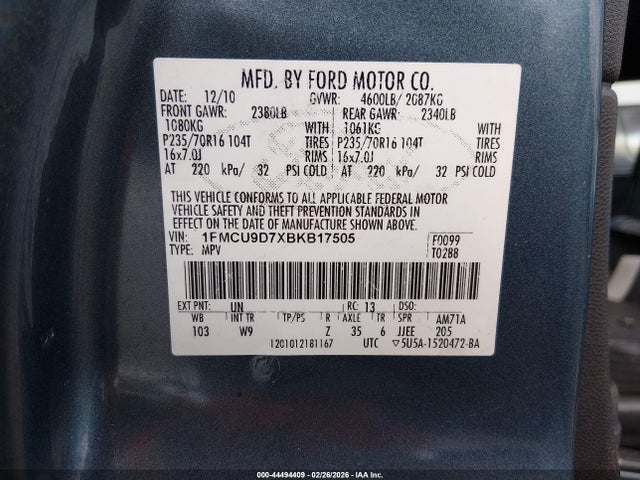 MFD. BY FORD MOTOR CO.
DATE: 12/10 GVWR: 4600LB/ 2087KG
FRONT GAWR: 2380LB REAR GAWR: 2340LB
1080KG WITH 1061KG WITH
P235/70R16 104T TIRES P235/70R16 104T TIRES
16x7.0J RIMS 16x7.0J RIMS
AT 220 kPa/ 32 PSI COLD AT 220 kPa/ 32 PSI COLD
THIS VEHICLE CONFORMS TO ALL APPLICABLE FEDERAL MOTOR
VEHICLE SAFETY AND THEFT PREVENTION STANDARDS IN
EFFECT ON THE DATE OF MANUFACTURE SHOWN ABOVE.
VIN: 1FMCU9D7XBKB17505 F0099
TYPE: MPV T0288
EXT PNT: UN RC: 13 DSO:
WB INT TR TP/PS R AXLE TR SPR AM71A
103 W9 Z 35 6 JJEE 205
1201012181167 UTC ▽5U5A-1520472-BA
000-44494409 - 02/26/2026 - IAA Inc.